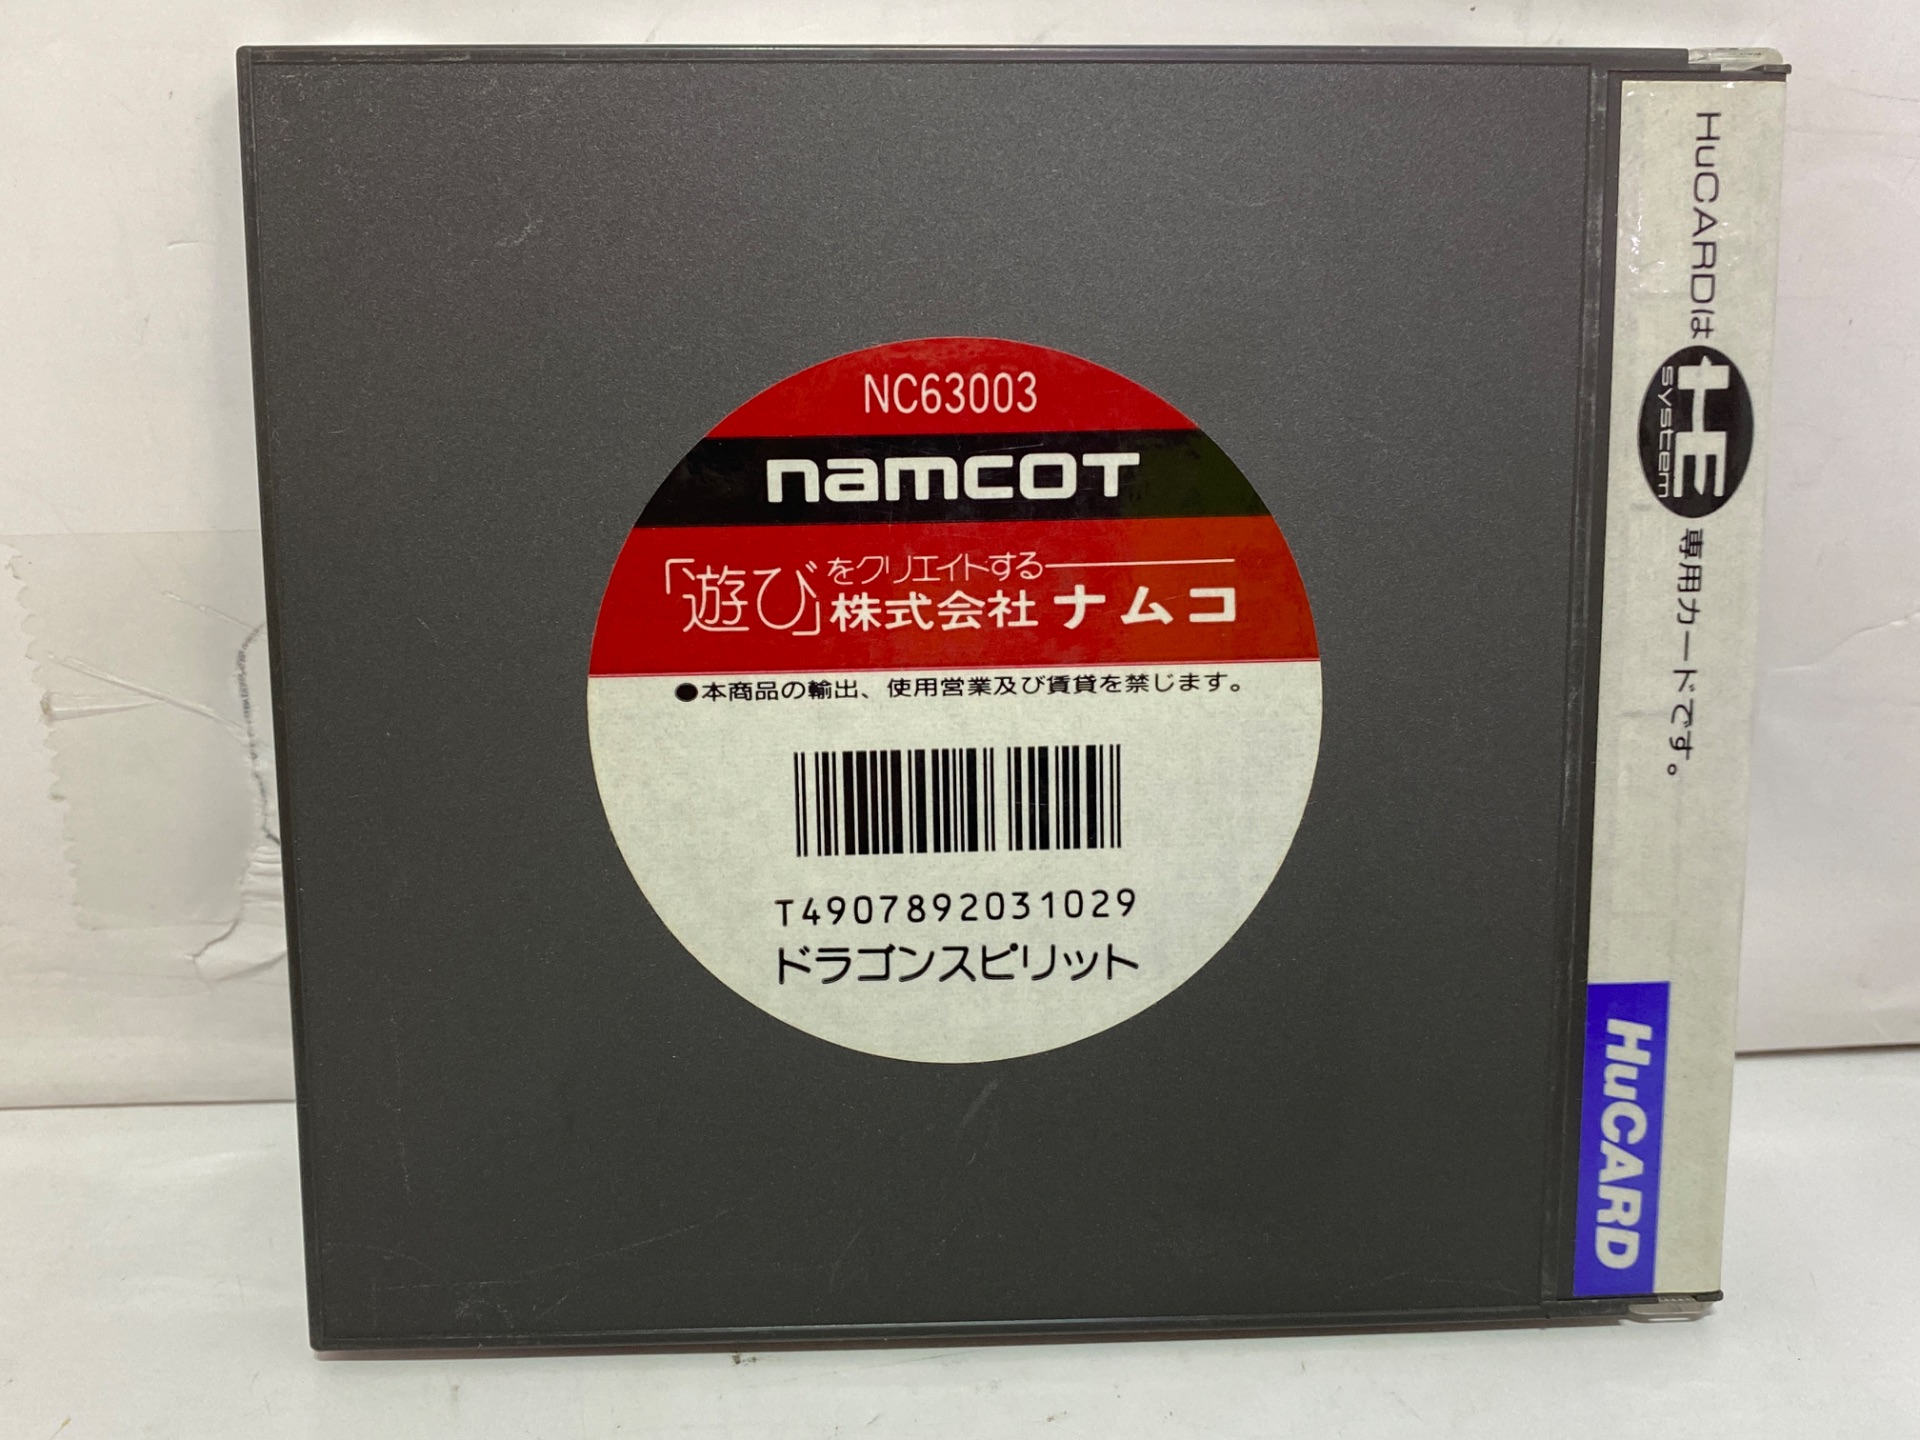 NC63003
namcot
「遊び」をクリエイトする
株式会社ナムコ
●本商品の輸出、使用営業及び賃貸を禁じます。
T4907892031029
ドラゴンスピリット
HuCARDは HE system 専用カードです。
HuCARD